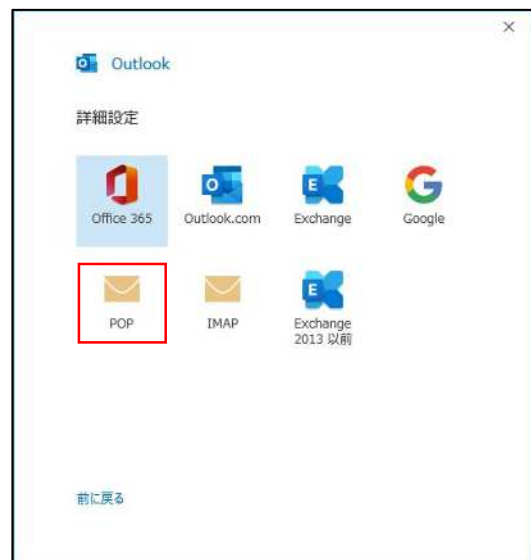 Outlook
詳細設定
Office 365
Outlook.com
Exchange
Google
POP
IMAP
Exchange
2013 以前
前に戻る